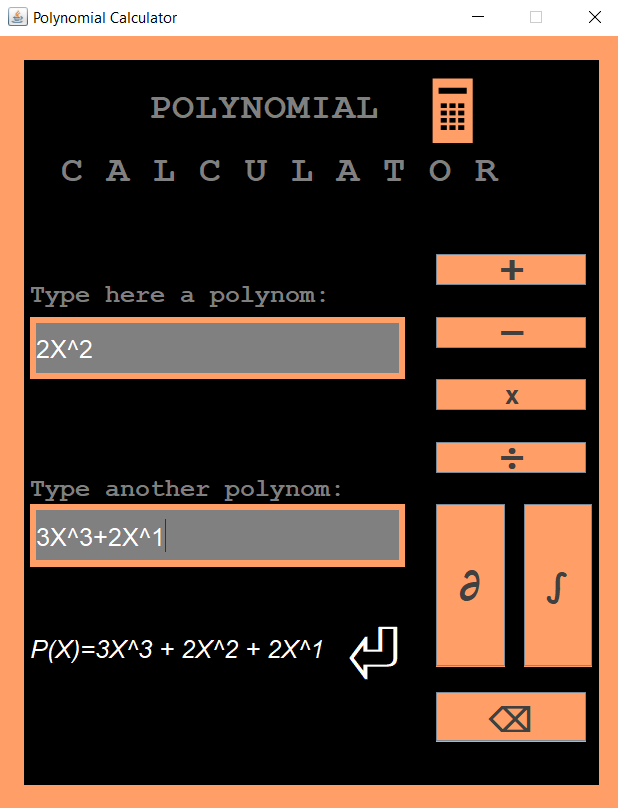 Polynomial Calculator
POLYNOMIAL
C A L C U L A T O R
+
Type here a polynom:
2X^2
−
x
÷
Type another polynom:
3X^3+2X^1
∂ ∫
P(X)=3X^3 + 2X^2 + 2X^1
⌫